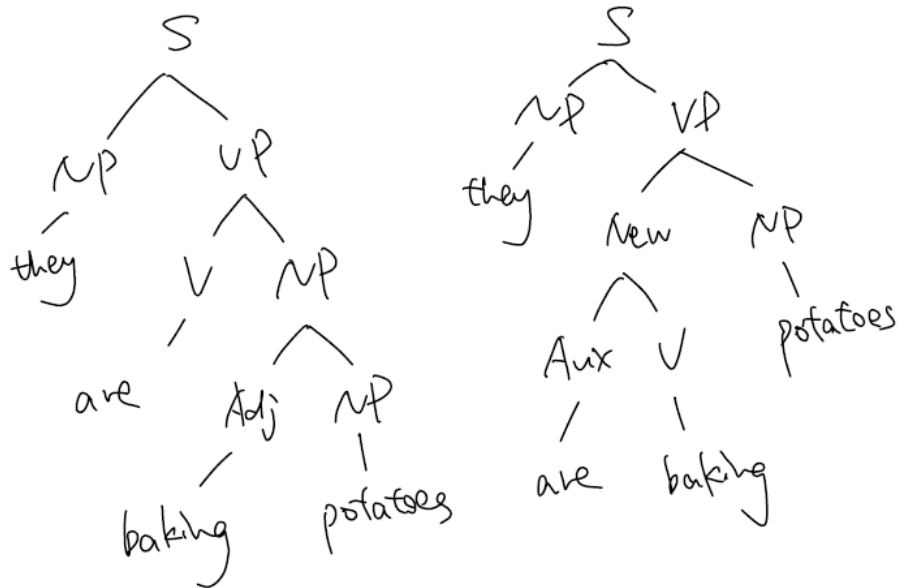 S
NP VP
they V NP
are Adj NP
baking potatoes
S
NP VP
they New NP
Aux V potatoes
are baking